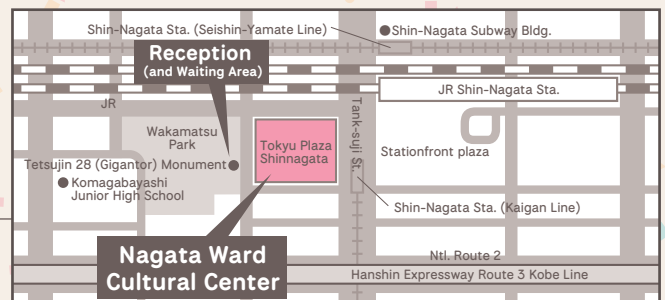 Shin-Nagata Sta. (Seishin-Yamate Line)
Shin-Nagata Subway Bldg.
Reception
(and Waiting Area)
JR Shin-Nagata Sta.
JR
Tank-suji St.
Wakamatsu
Park
Tokyu Plaza
Shinnagata
Stationfront plaza
Tetsujin 28 (Gigantor) Monument
Komagabayashi
Junior High School
Shin-Nagata Sta. (Kaigan Line)
Nagata Ward
Cultural Center
Ntl. Route 2
Hanshin Expressway Route 3 Kobe Line